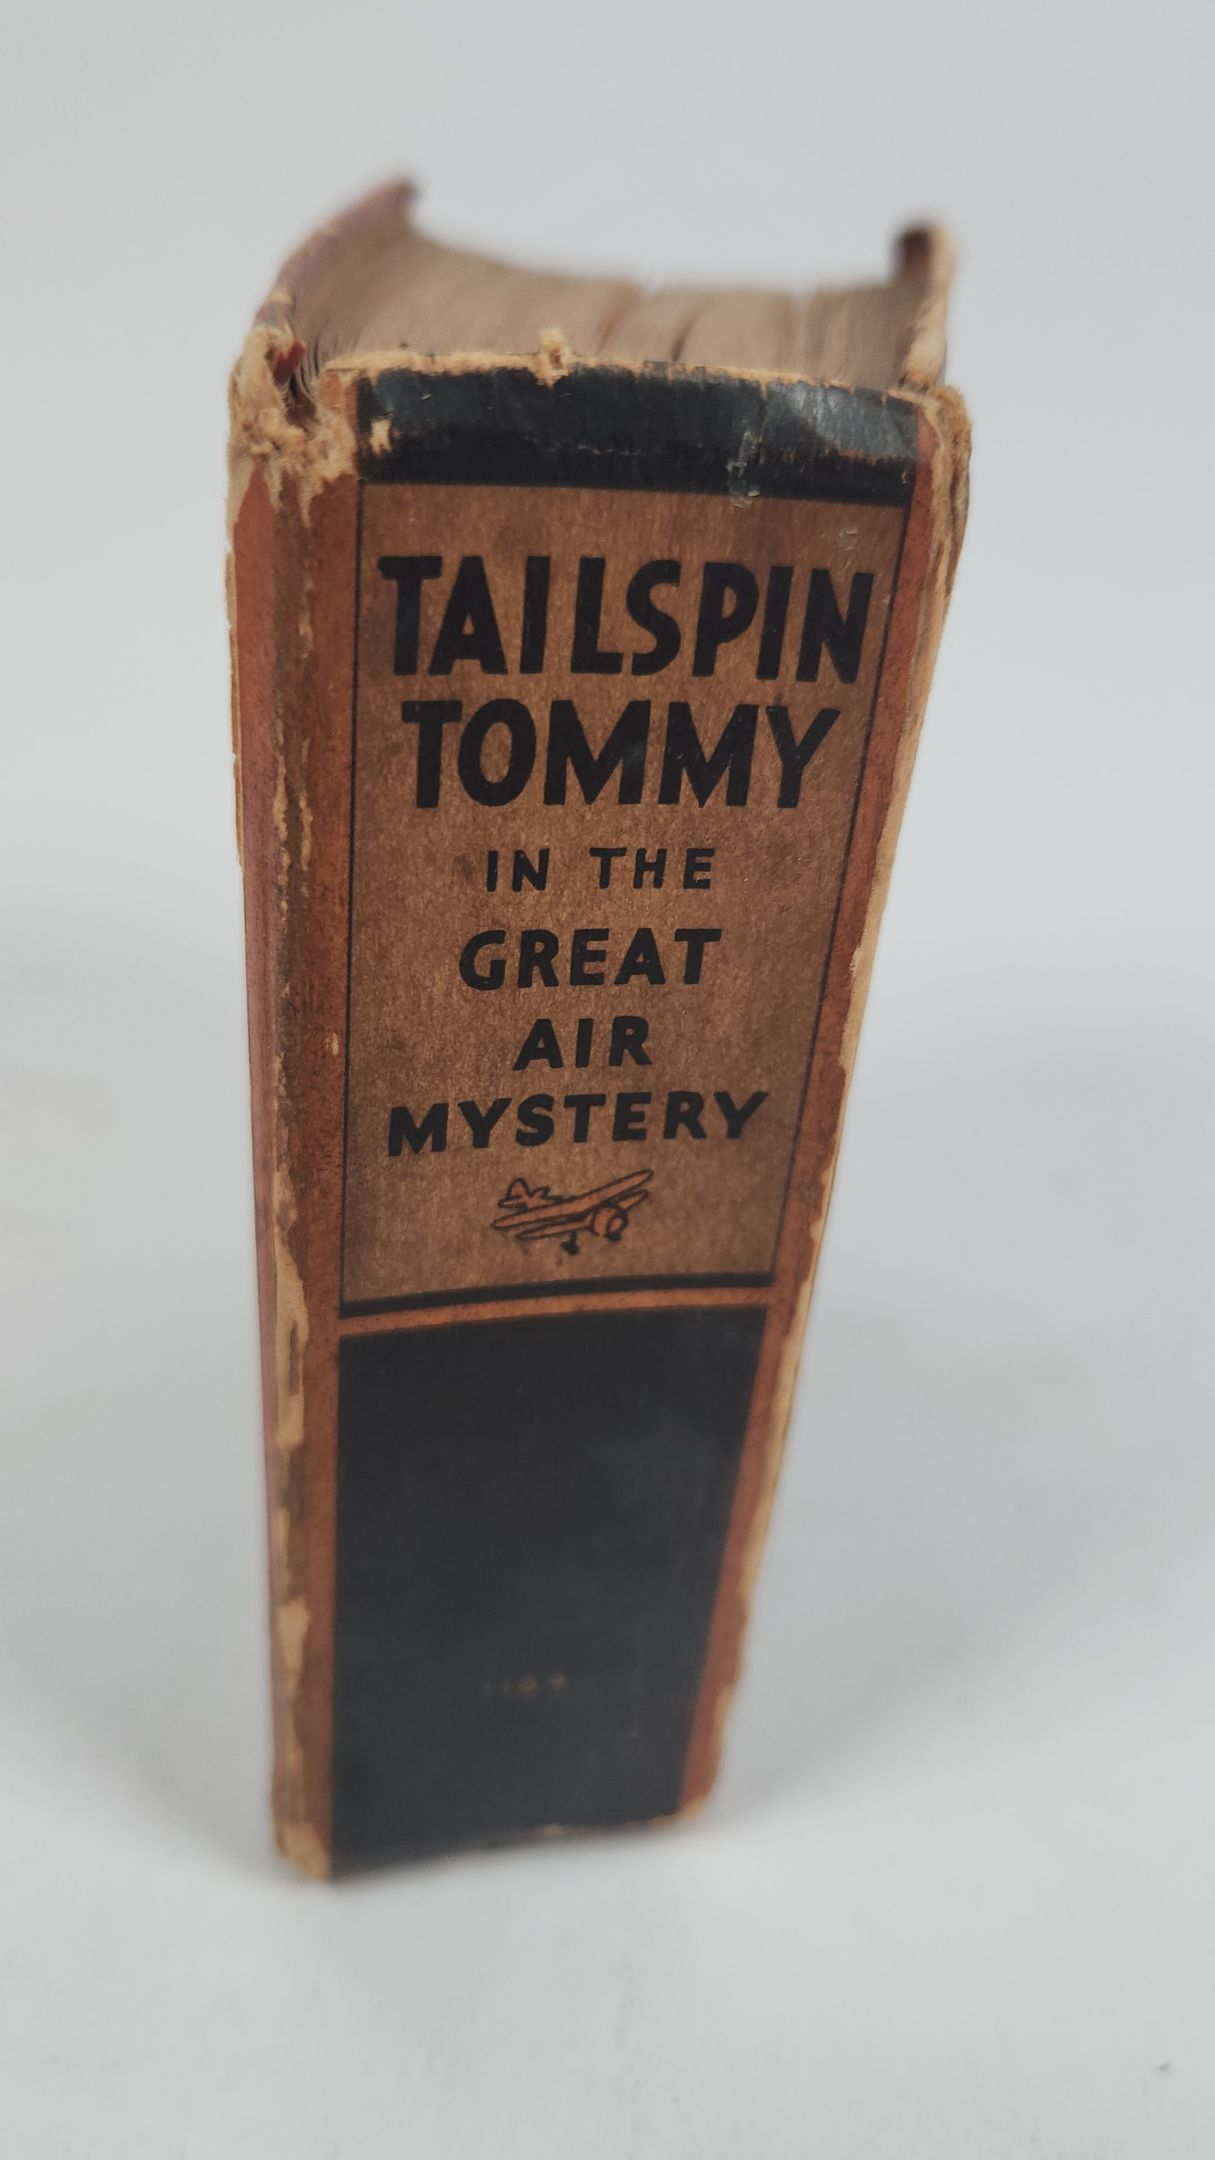 TAILSPIN
TOMMY
IN THE
GREAT
AIR
MYSTERY